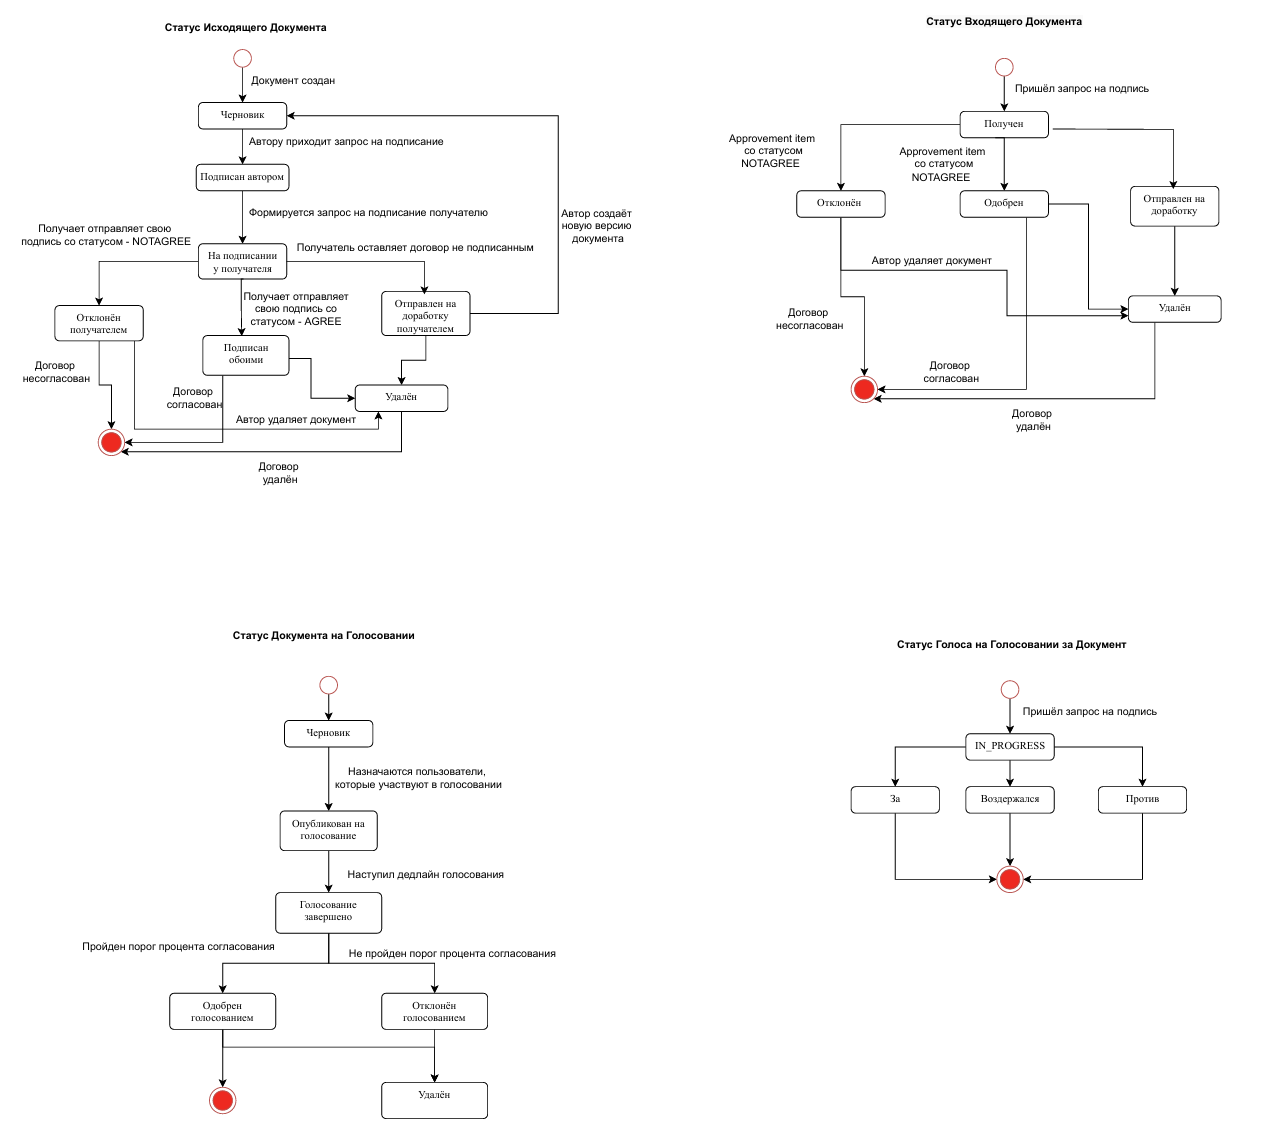 Статус Исходящего Документа
Документ создан
Черновик
Автору приходит запрос на подписание
Подписан автором
Формируется запрос на подписание получателю
Получает отправляет свою
подпись со статусом - NOTAGREE
На подписании
у получателя
Получатель оставляет договор не подписанным
Автор создаёт
новую версию
документа
Получает отправляет
свою подпись со
статусом - AGREE
Отклонён
получателем
Отправлен на
доработку
получателем
Подписан
обоими
Договор
несогласован
Договор
согласован
Удалён
Автор удаляет документ
Договор
удалён
Статус Входящего Документа
Пришёл запрос на подпись
Получен
Approvement item
со статусом
NOTAGREE
Approvement item
со статусом
NOTAGREE
Отклонён
Одобрен
Отправлен на
доработку
Автор удаляет документ
Удалён
Договор
несогласован
Договор
согласован
Договор
удалён
Статус Документа на Голосовании
Черновик
Назначаются пользователи,
которые участвуют в голосовании
Опубликован на
голосование
Наступил дедлайн голосования
Голосование
завершено
Пройден порог процента согласования
Не пройден порог процента согласования
Одобрен
голосованием
Отклонён
голосованием
Удалён
Статус Голоса на Голосовании за Документ
Пришёл запрос на подпись
IN_PROGRESS
За
Воздержался
Против